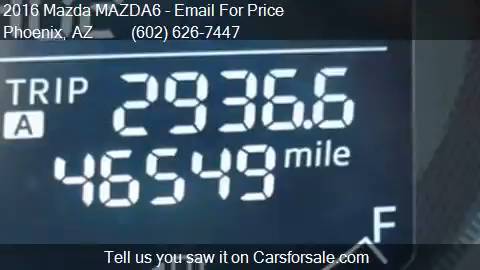 2016 Mazda MAZDA6 - Email For Price
Phoenix, AZ (602) 626-7447
TRIP 2936.6
A
46549 mile
F
Tell us you saw it on Carsforsale.com